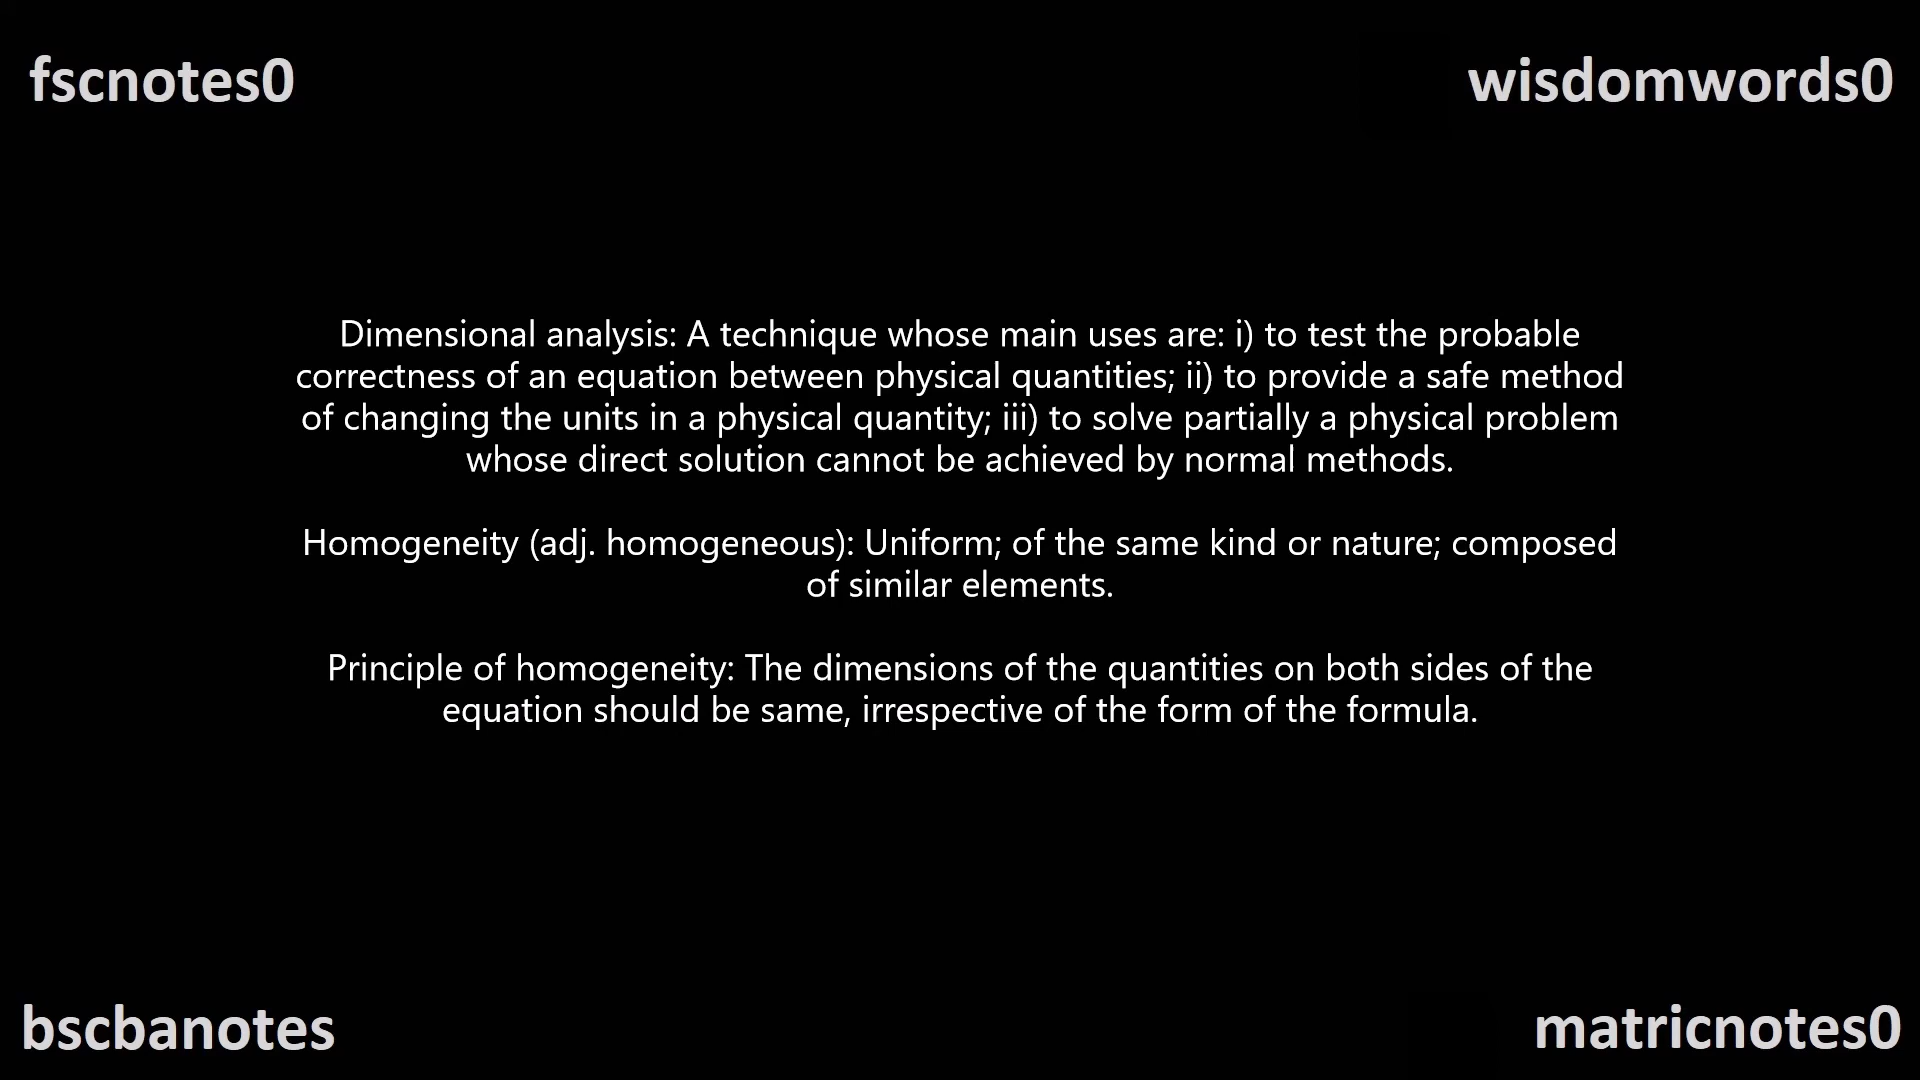 fscnotes0
wisdomwords0
Dimensional analysis: A technique whose main uses are: i) to test the probable
correctness of an equation between physical quantities; ii) to provide a safe method
of changing the units in a physical quantity; iii) to solve partially a physical problem
whose direct solution cannot be achieved by normal methods.
Homogeneity (adj. homogeneous): Uniform; of the same kind or nature; composed
of similar elements.
Principle of homogeneity: The dimensions of the quantities on both sides of the
equation should be same, irrespective of the form of the formula.
bscbanotes
matricnotes0